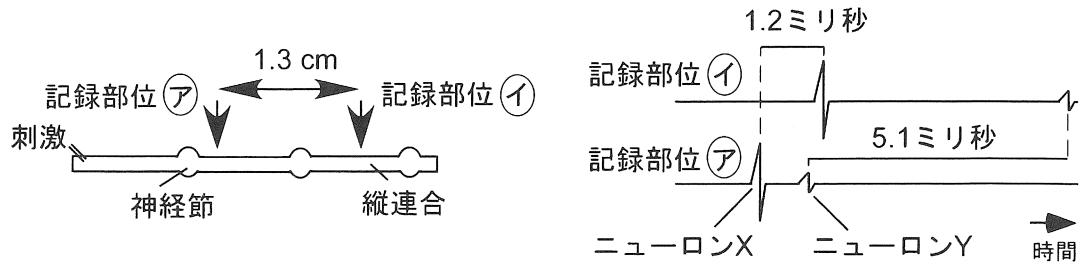 1.3 cm
記録部位㋐
記録部位㋑
刺激
神経節
縦連合
1.2ミリ秒
記録部位㋑
記録部位㋐
5.1ミリ秒
ニューロンX
ニューロンY
時間